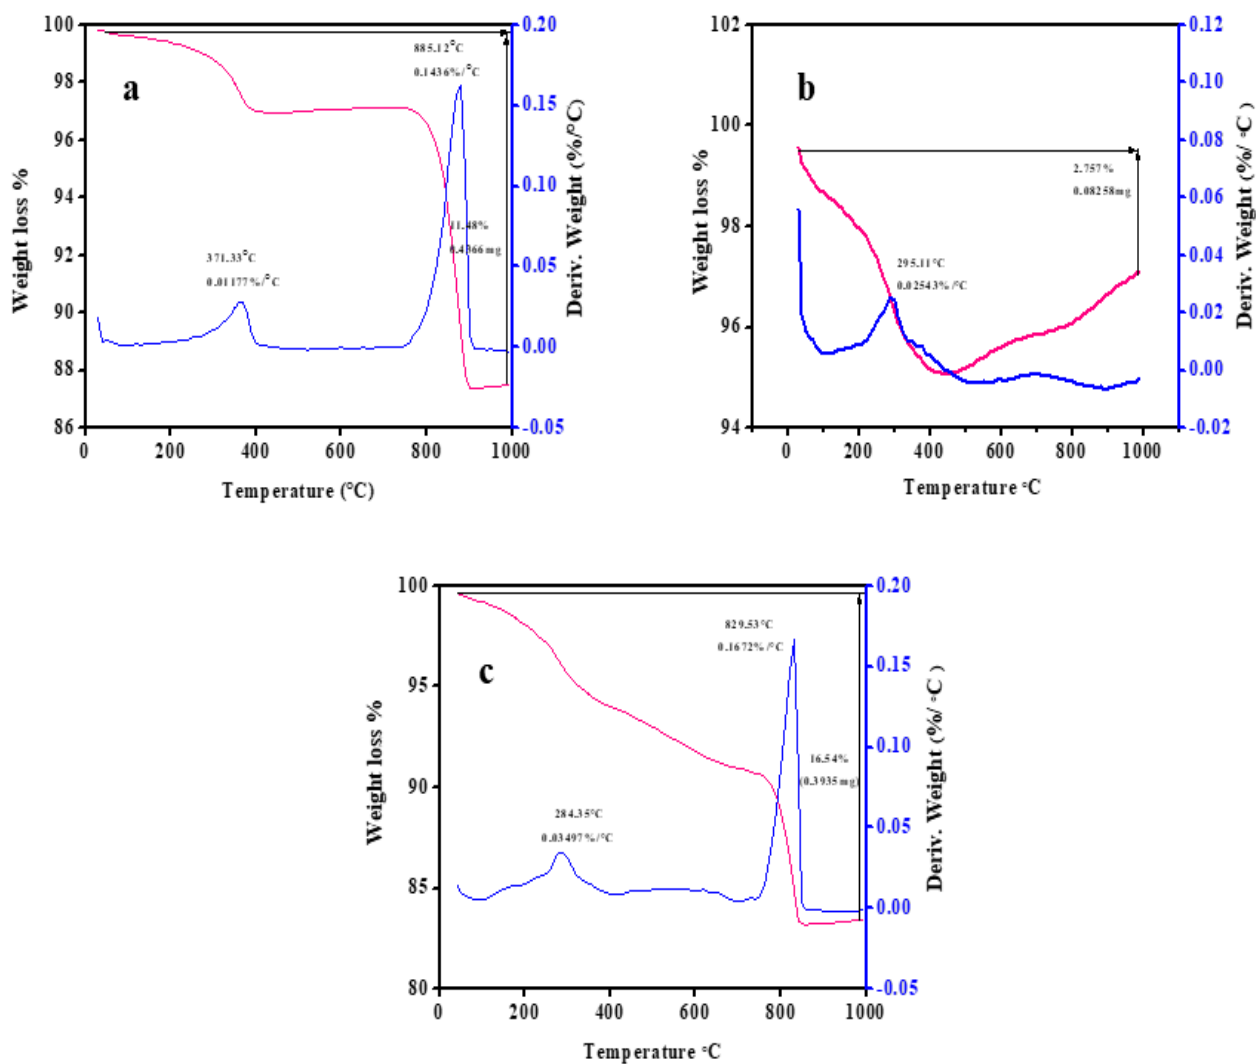 a
Weight loss %
100
98
96
94
92
90
88
86
0
200
400
600
800
1000
Temperature (°C)
0.20
0.15
0.10
0.05
0.00
-0.05
Deriv. Weight (%/°C)
885.12°C
0.1436%/°C
371.33°C
0.01177%/°C
11.48%
0.4366mg
b
Weight loss %
102
100
98
96
94
0
200
400
600
800
1000
Temperature °C
0.12
0.10
0.08
0.06
0.04
0.02
0.00
-0.02
Deriv. Weight (%/ °C )
2.757%
0.08258mg
295.11°C
0.02543%/°C
c
Weight loss %
100
95
90
85
80
0
200
400
600
800
1000
Temperature °C
0.20
0.15
0.10
0.05
0.00
-0.05
Deriv. Weight (%/ °C )
829.53°C
0.1672%/°C
16.54%
(0.3935mg)
284.35°C
0.03497%/°C